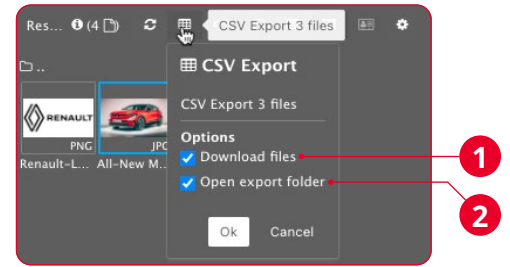 Res... (4)
CSV Export 3 files
CSV Export
..
CSV Export 3 files
RENAULT
PNG
JPG
Renault-L... All-New M...
Options
Download files
1
Open export folder
2
Ok
Cancel